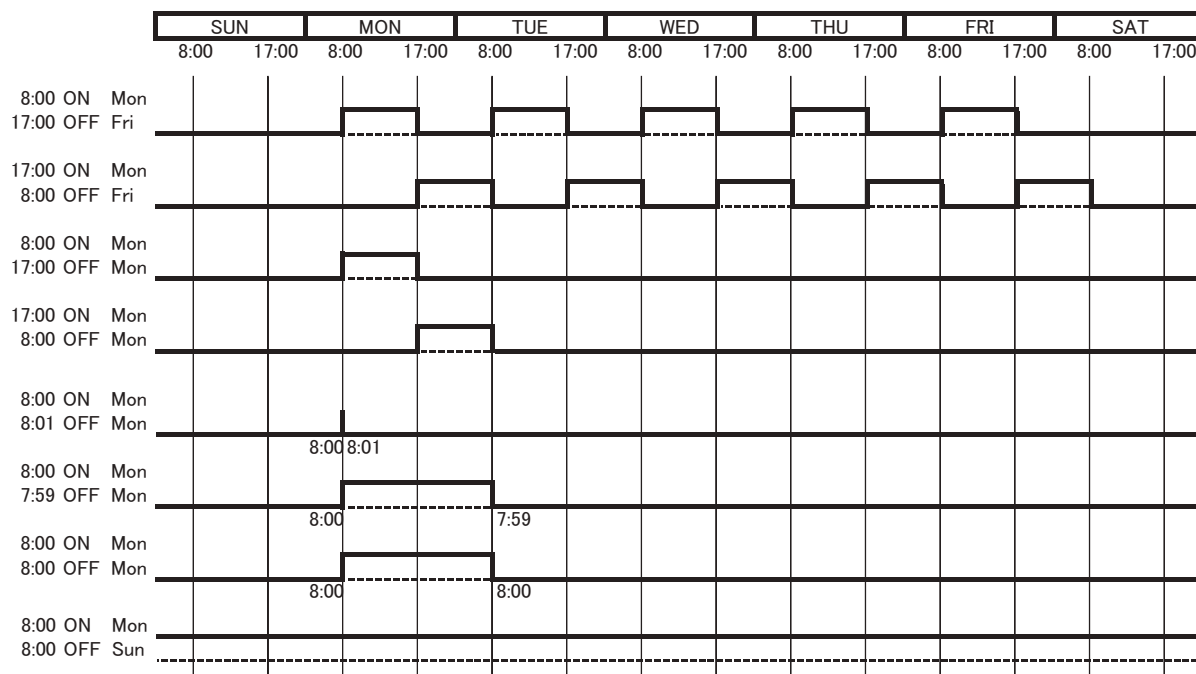 SUN MON TUE WED THU FRI SAT
8:00 17:00 8:00 17:00 8:00 17:00 8:00 17:00 8:00 17:00 8:00 17:00 8:00 17:00
8:00 ON Mon
17:00 OFF Fri
17:00 ON Mon
8:00 OFF Fri
8:00 ON Mon
17:00 OFF Mon
17:00 ON Mon
8:00 OFF Mon
8:00 ON Mon
8:01 OFF Mon
8:00 8:01
8:00 ON Mon
7:59 OFF Mon
8:00 7:59
8:00 ON Mon
8:00 OFF Mon
8:00 8:00
8:00 ON Mon
8:00 OFF Sun